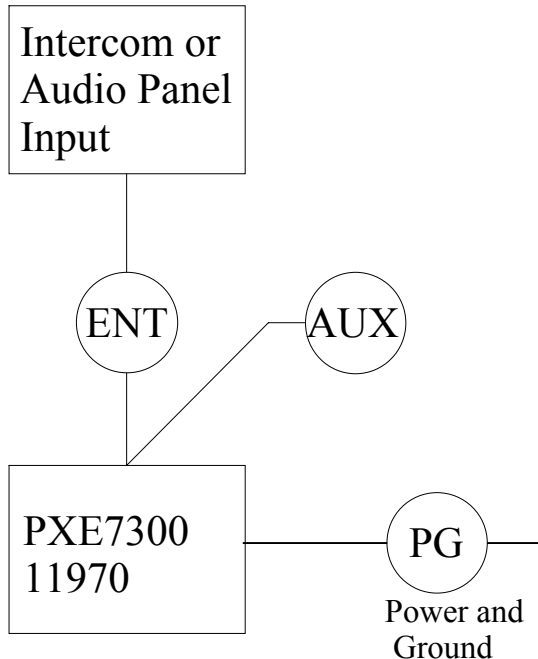 Intercom or
Audio Panel
Input
ENT
AUX
PXE7300
11970
PG
Power and
Ground